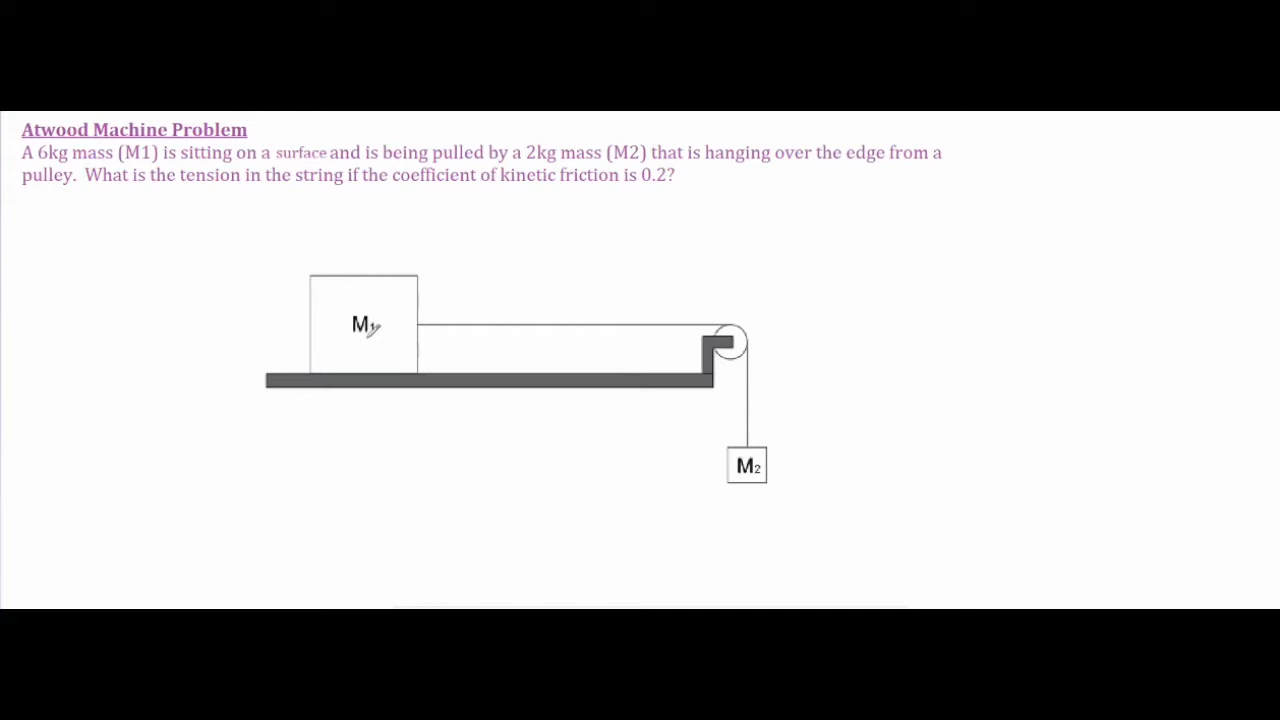 Atwood Machine Problem
A 6kg mass (M1) is sitting on a surface and is being pulled by a 2kg mass (M2) that is hanging over the edge from a
pulley.  What is the tension in the string if the coefficient of kinetic friction is 0.2?
M1
M2